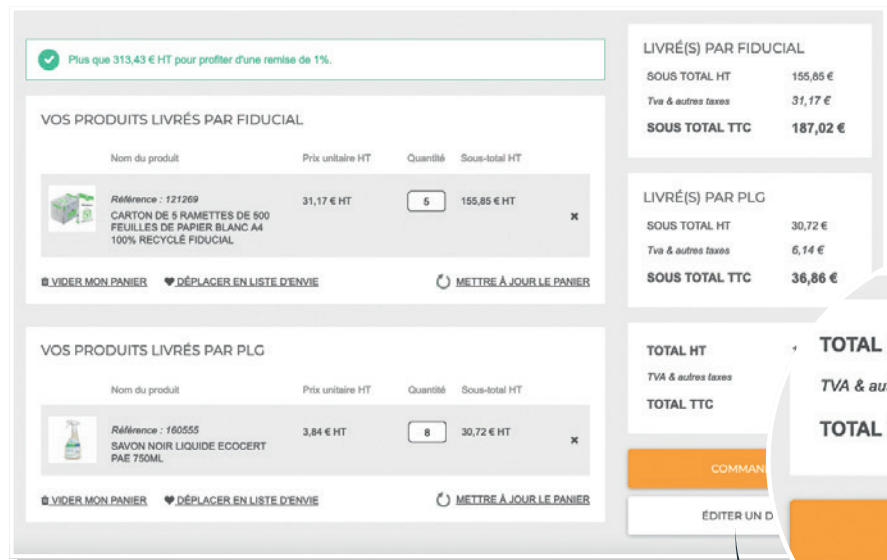 Plus que 313,43 € HT pour profiter d'une remise de 1%.
VOS PRODUITS LIVRÉS PAR FIDUCIAL
Nom du produit Prix unitaire HT Quantité Sous-total HT
Référence : 121269
CARTON DE 5 RAMETTES DE 500
FEUILLES DE PAPIER BLANC A4
100% RECYCLÉ FIDUCIAL
31,17 € HT 5 155,85 € HT
VIDER MON PANIER DÉPLACER EN LISTE D'ENVIE METTRE À JOUR LE PANIER
VOS PRODUITS LIVRÉS PAR PLG
Nom du produit Prix unitaire HT Quantité Sous-total HT
Référence : 160555
SAVON NOIR LIQUIDE ECOCERT
PAE 750ML
3,84 € HT 8 30,72 € HT
VIDER MON PANIER DÉPLACER EN LISTE D'ENVIE METTRE À JOUR LE PANIER
LIVRÉ(S) PAR FIDUCIAL
SOUS TOTAL HT 155,85 €
Tva & autres taxes 31,17 €
SOUS TOTAL TTC 187,02 €
LIVRÉ(S) PAR PLG
SOUS TOTAL HT 30,72 €
Tva & autres taxes 6,14 €
SOUS TOTAL TTC 36,86 €
TOTAL HT
TVA & autres taxes
TOTAL TTC
COMMAN
ÉDITER UN D
TOTAL
TVA & au
TOTAL